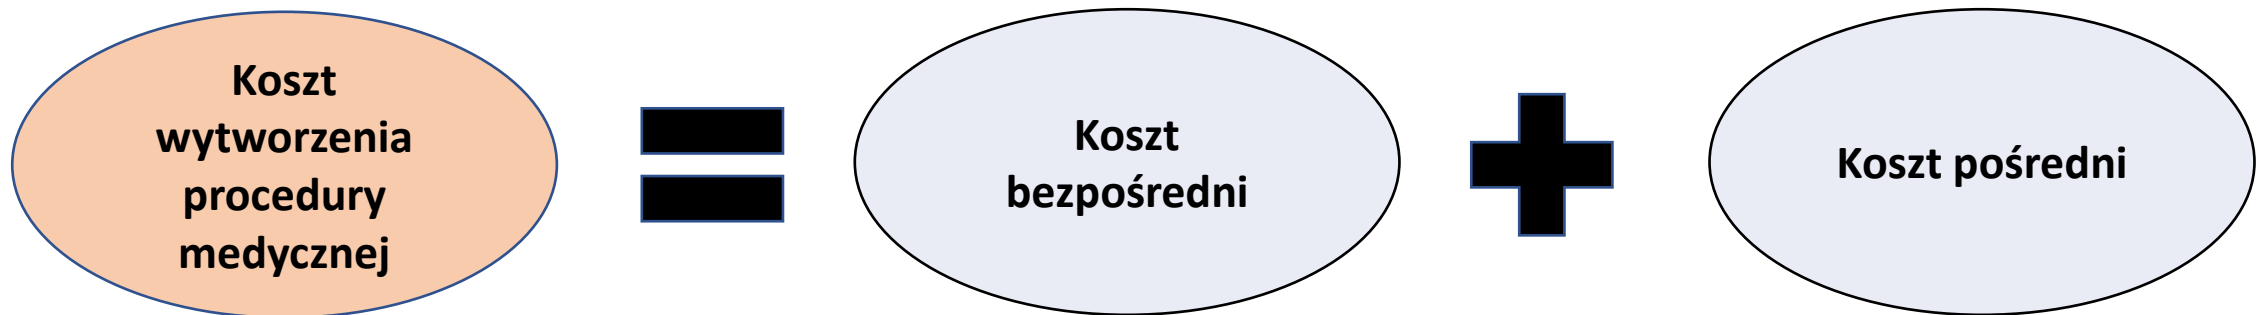 Koszt
wytworzenia
procedury
medycznej
Koszt
bezpośredni
Koszt pośredni